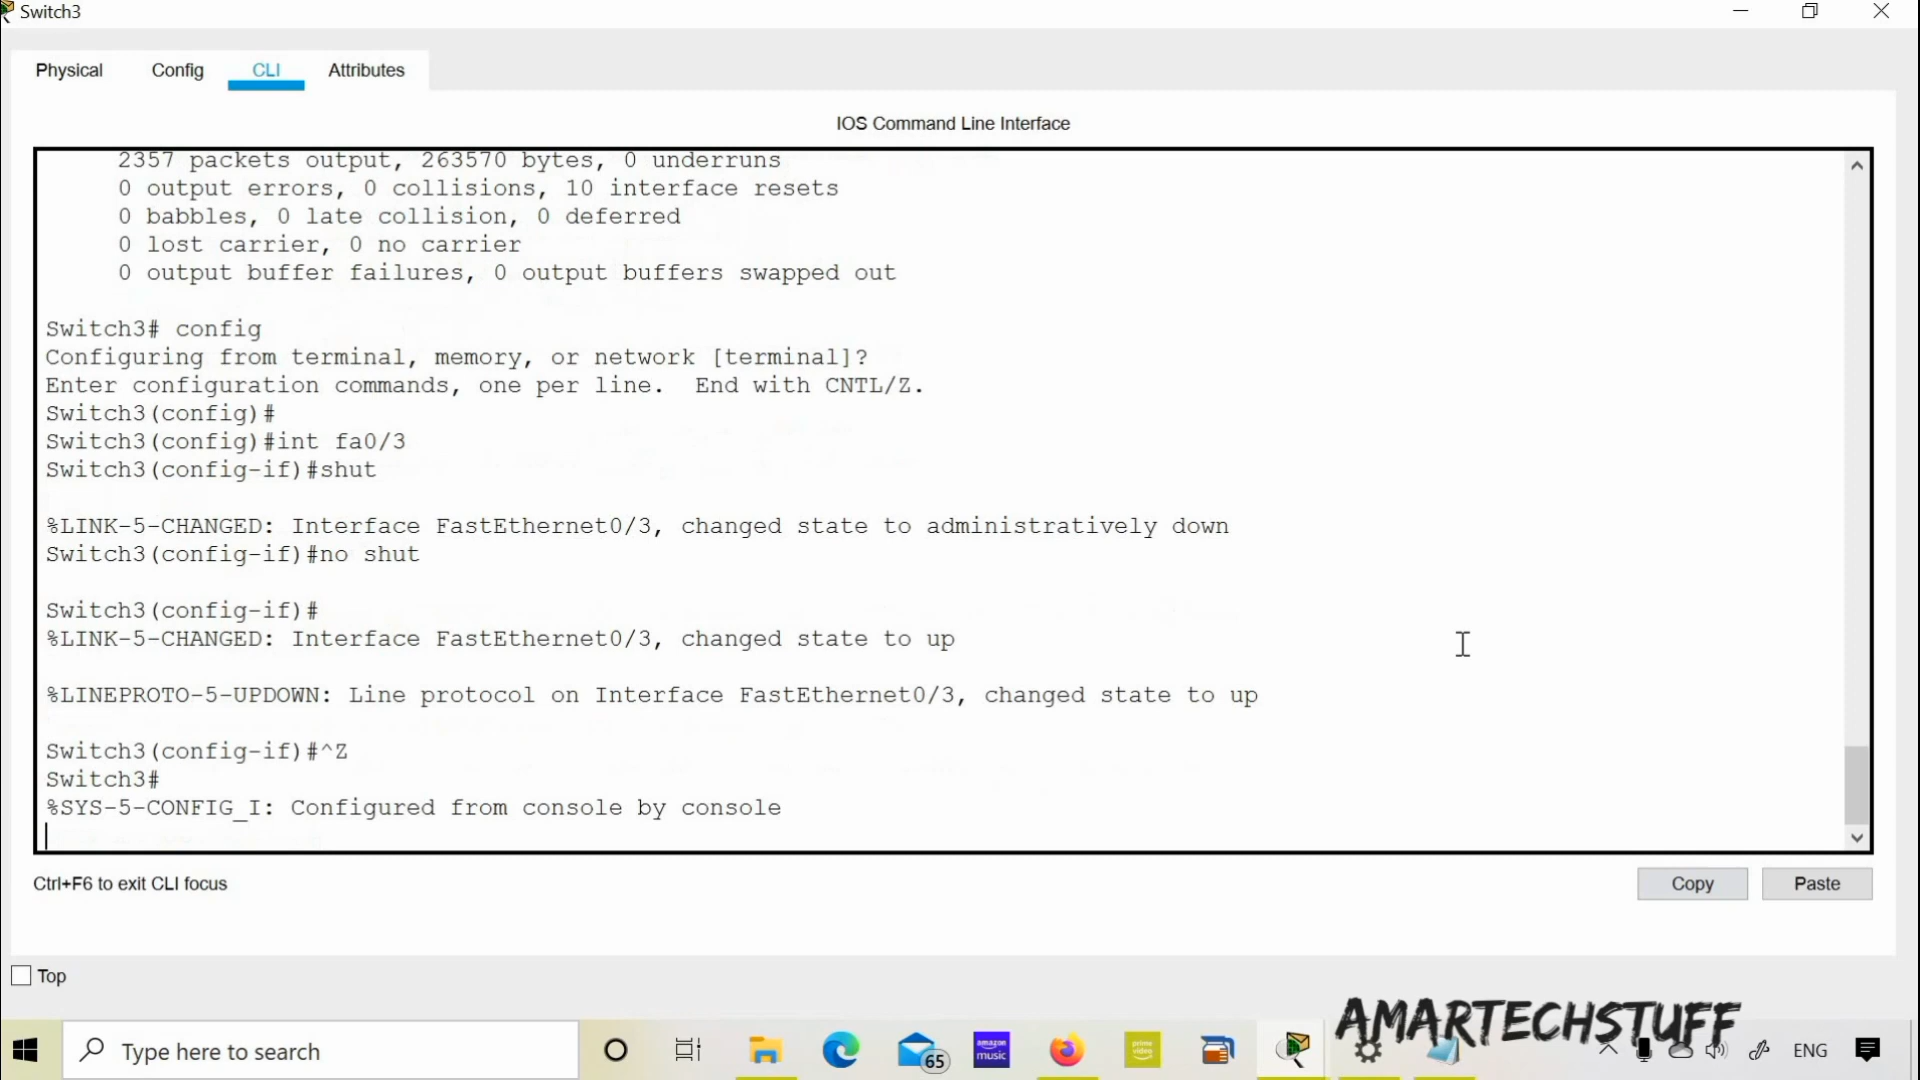 Switch3
Physical Config CLI Attributes
IOS Command Line Interface
2357 packets output, 263570 bytes, 0 underruns
0 output errors, 0 collisions, 10 interface resets
0 babbles, 0 late collision, 0 deferred
0 lost carrier, 0 no carrier
0 output buffer failures, 0 output buffers swapped out
Switch3# config
Configuring from terminal, memory, or network [terminal]?
Enter configuration commands, one per line.  End with CNTL/Z.
Switch3(config)#
Switch3(config)#int fa0/3
Switch3(config-if)#shut
%LINK-5-CHANGED: Interface FastEthernet0/3, changed state to administratively down
Switch3(config-if)#no shut
Switch3(config-if)#
%LINK-5-CHANGED: Interface FastEthernet0/3, changed state to up
%LINEPROTO-5-UPDOWN: Line protocol on Interface FastEthernet0/3, changed state to up
Switch3(config-if)#^Z
Switch3#
%SYS-5-CONFIG_I: Configured from console by console
Ctrl+F6 to exit CLI focus
Copy Paste
Top
AMARTECHSTUFF
Type here to search
65
amazon music
prime video
ENG